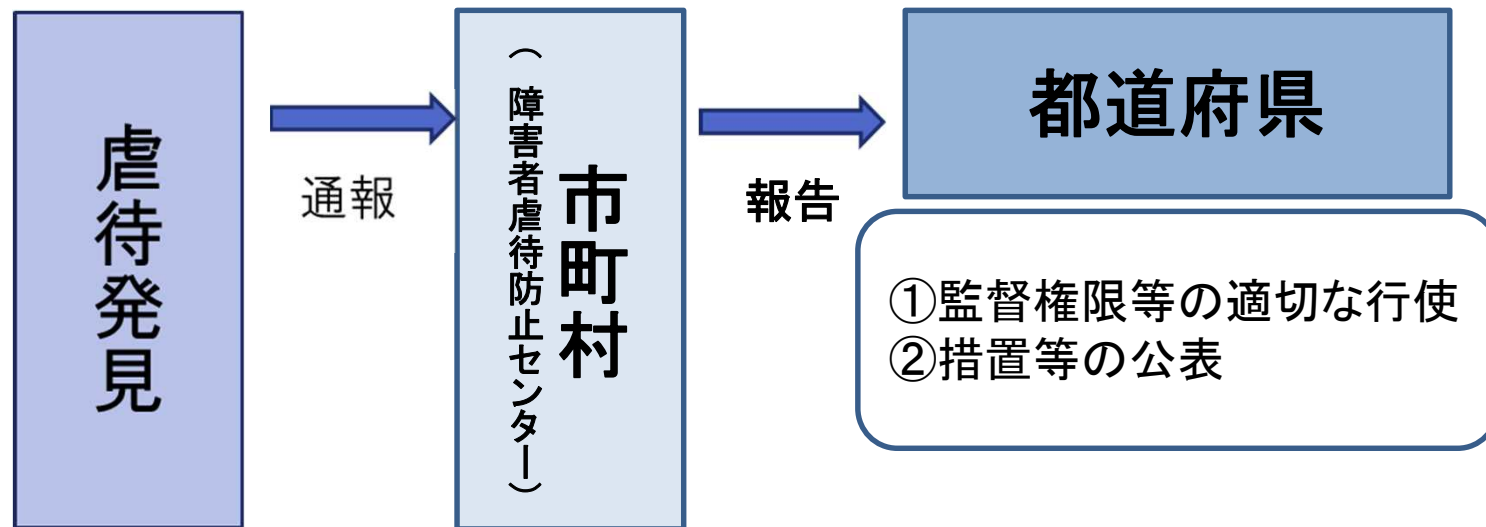 虐待発見
通報
市町村
（障害者虐待防止センター）
報告
都道府県
①監督権限等の適切な行使
②措置等の公表